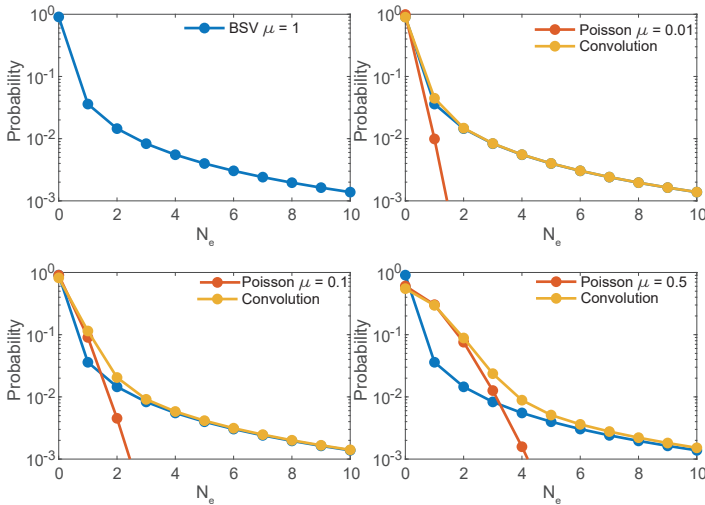 BSV μ = 1
Probability
10^0
10^-1
10^-2
10^-3
0 2 4 6 8 10
N_e
Poisson μ = 0.01
Convolution
Probability
10^0
10^-1
10^-2
10^-3
0 2 4 6 8 10
N_e
Poisson μ = 0.1
Convolution
Probability
10^0
10^-1
10^-2
10^-3
0 2 4 6 8 10
N_e
Poisson μ = 0.5
Convolution
Probability
10^0
10^-1
10^-2
10^-3
0 2 4 6 8 10
N_e